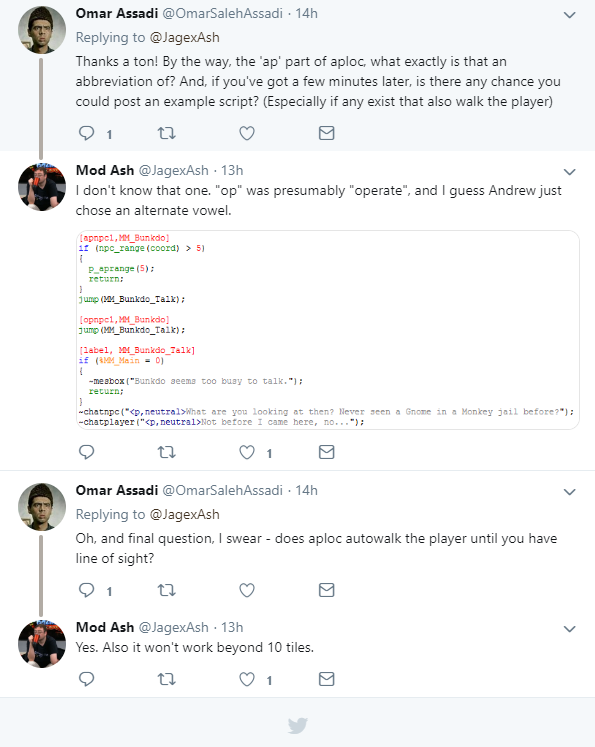 Omar Assadi @OmarSalehAssadi · 14h
Replying to @JagexAsh
Thanks a ton! By the way, the 'ap' part of aploc, what exactly is that an
abbreviation of? And, if you've got a few minutes later, is there any chance you
could post an example script? (Especially if any exist that also walk the player)
1
Mod Ash @JagexAsh · 13h
I don't know that one. "op" was presumably "operate", and I guess Andrew just
chose an alternate vowel.
[apnpc1,MM_Bunkdo]
if (npc_range(coord) > 5)
{
p_aprange(5);
return;
}
jump(MM_Bunkdo_Talk);
[opnpc1,MM_Bunkdo]
jump(MM_Bunkdo_Talk);
[label, MM_Bunkdo_Talk]
if (%MM_Main = 0)
{
~mesbox("Bunkdo seems too busy to talk.");
return;
}
~chatnpc("<p,neutral>What are you looking at then? Never seen a Gnome in a Monkey jail before?");
~chatplayer("<p,neutral>Not before I came here, no...");
1
Omar Assadi @OmarSalehAssadi · 14h
Replying to @JagexAsh
Oh, and final question, I swear - does aploc autowalk the player until you have
line of sight?
1
Mod Ash @JagexAsh · 13h
Yes. Also it won't work beyond 10 tiles.
1